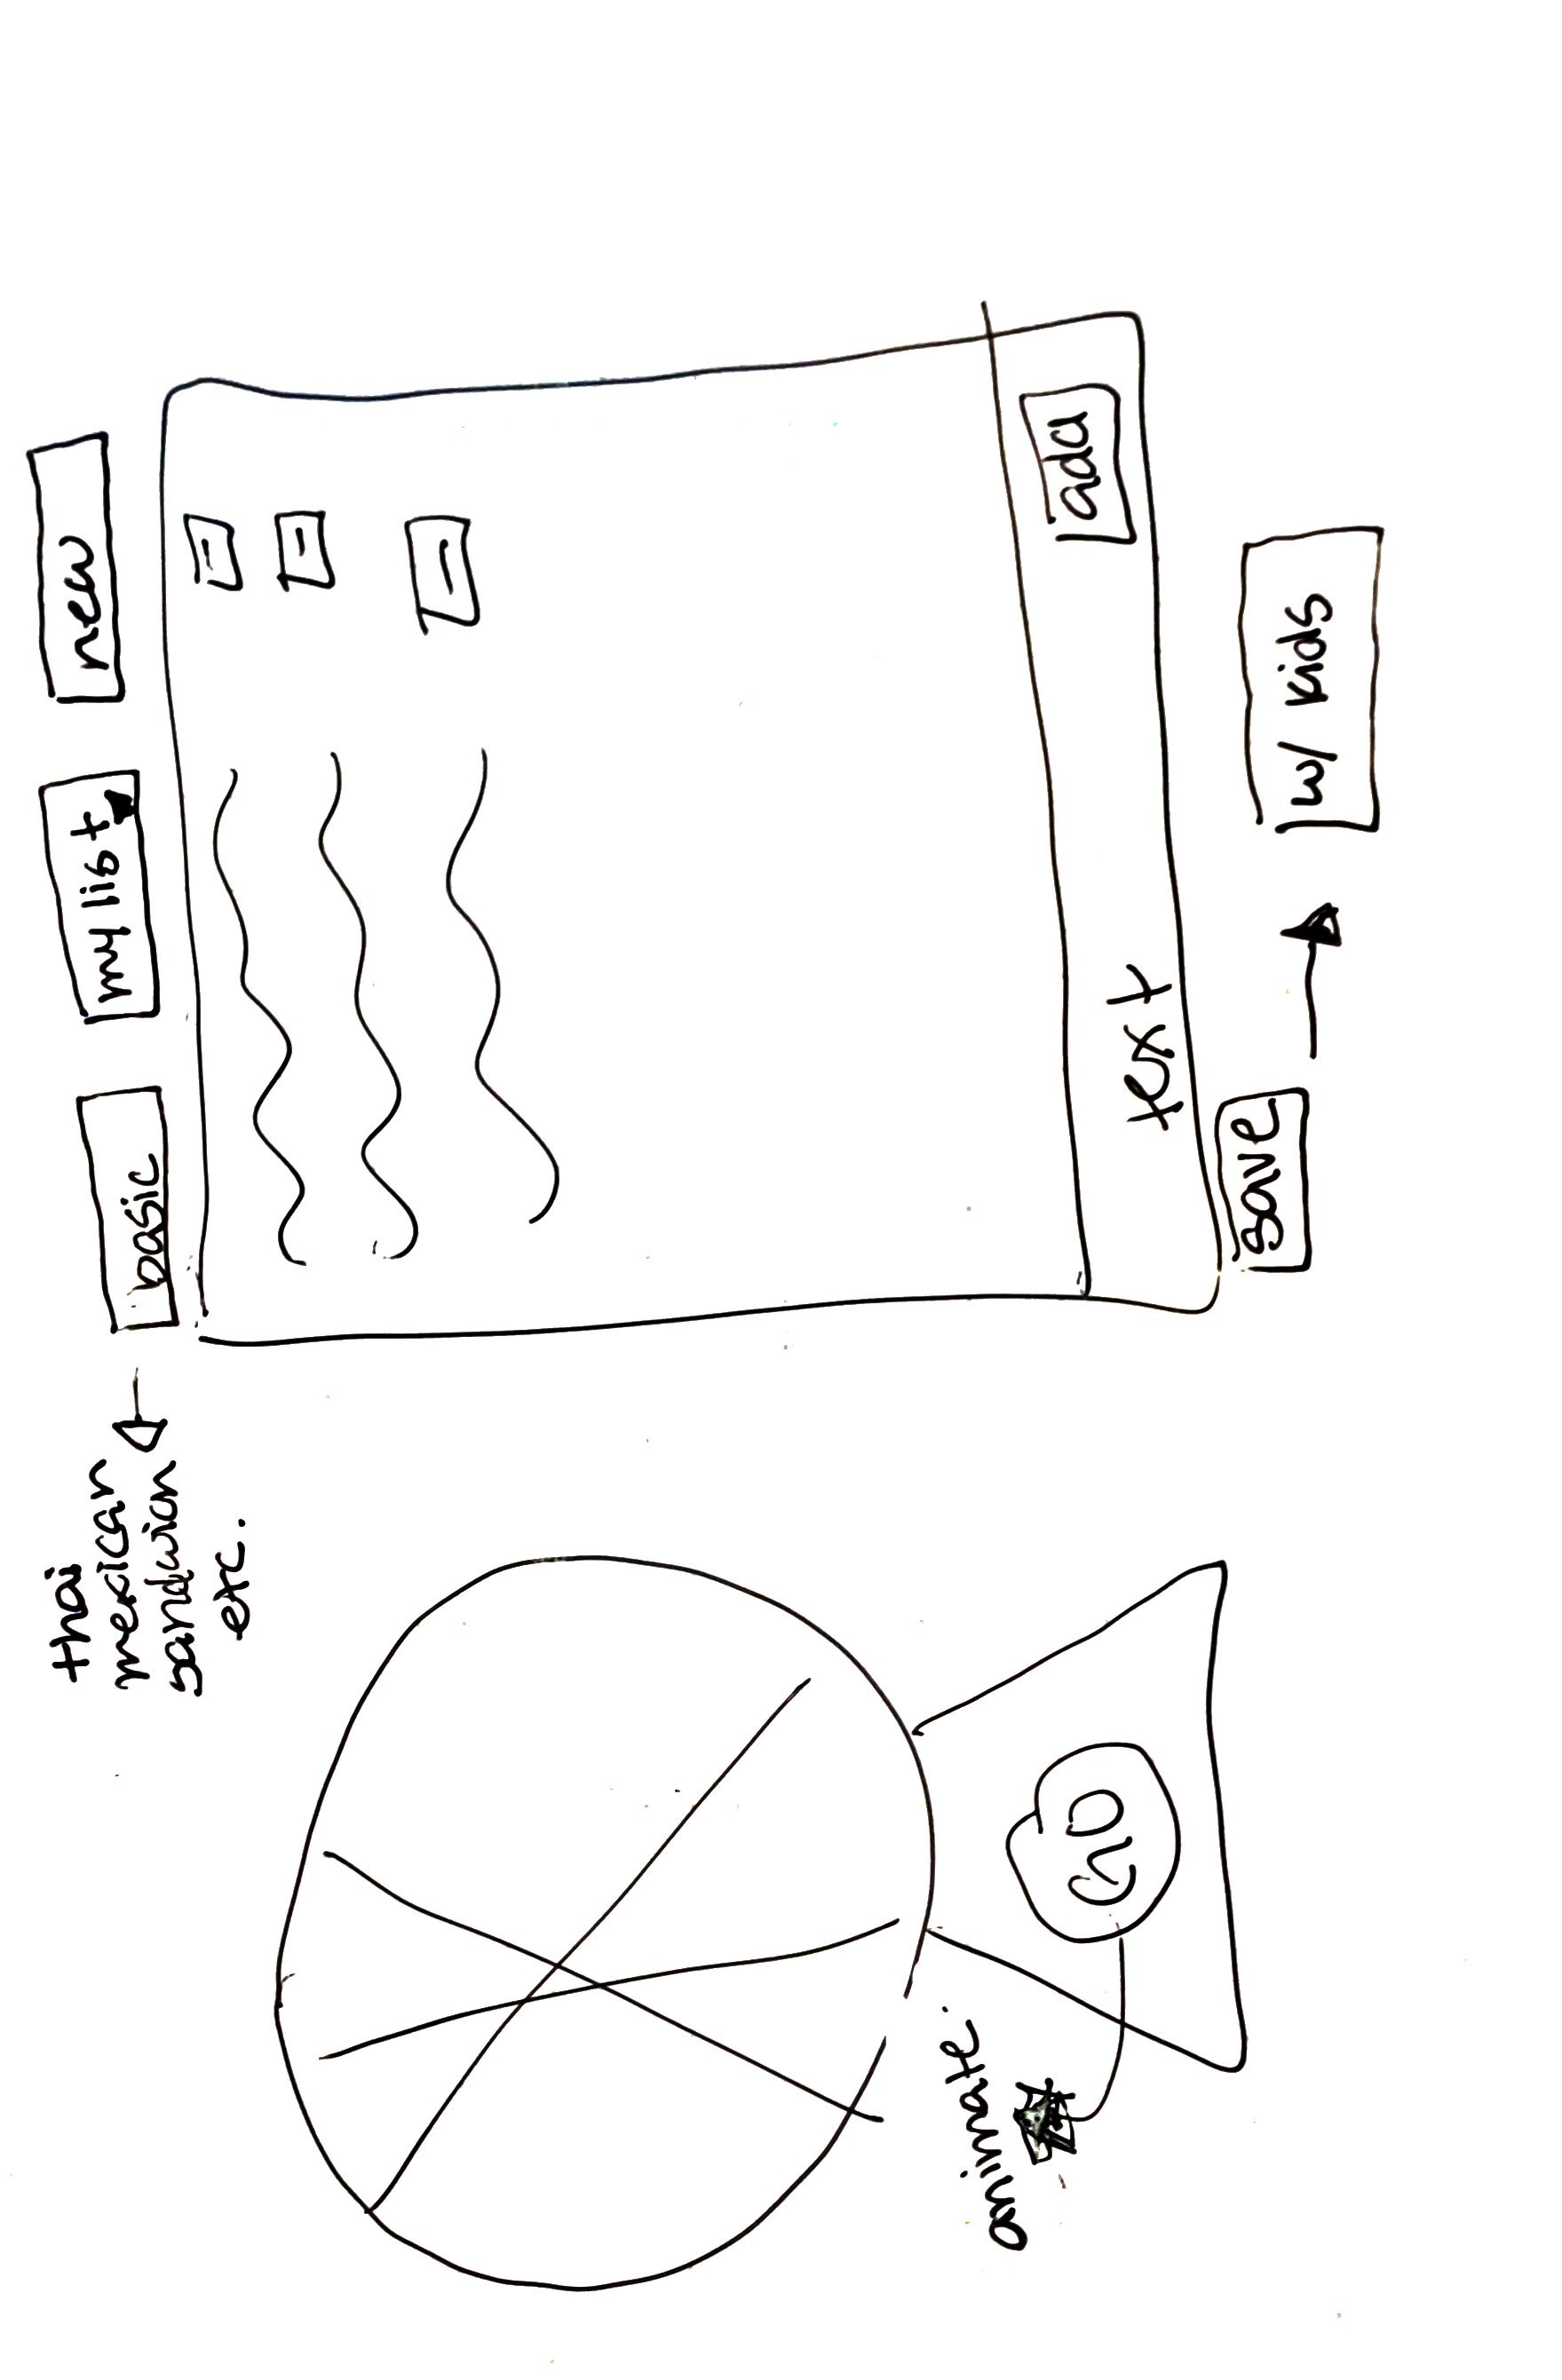 thai
mexican
sandwich
etc.
basic
my list
new
animate.
GO
text
add
save
w/ kids